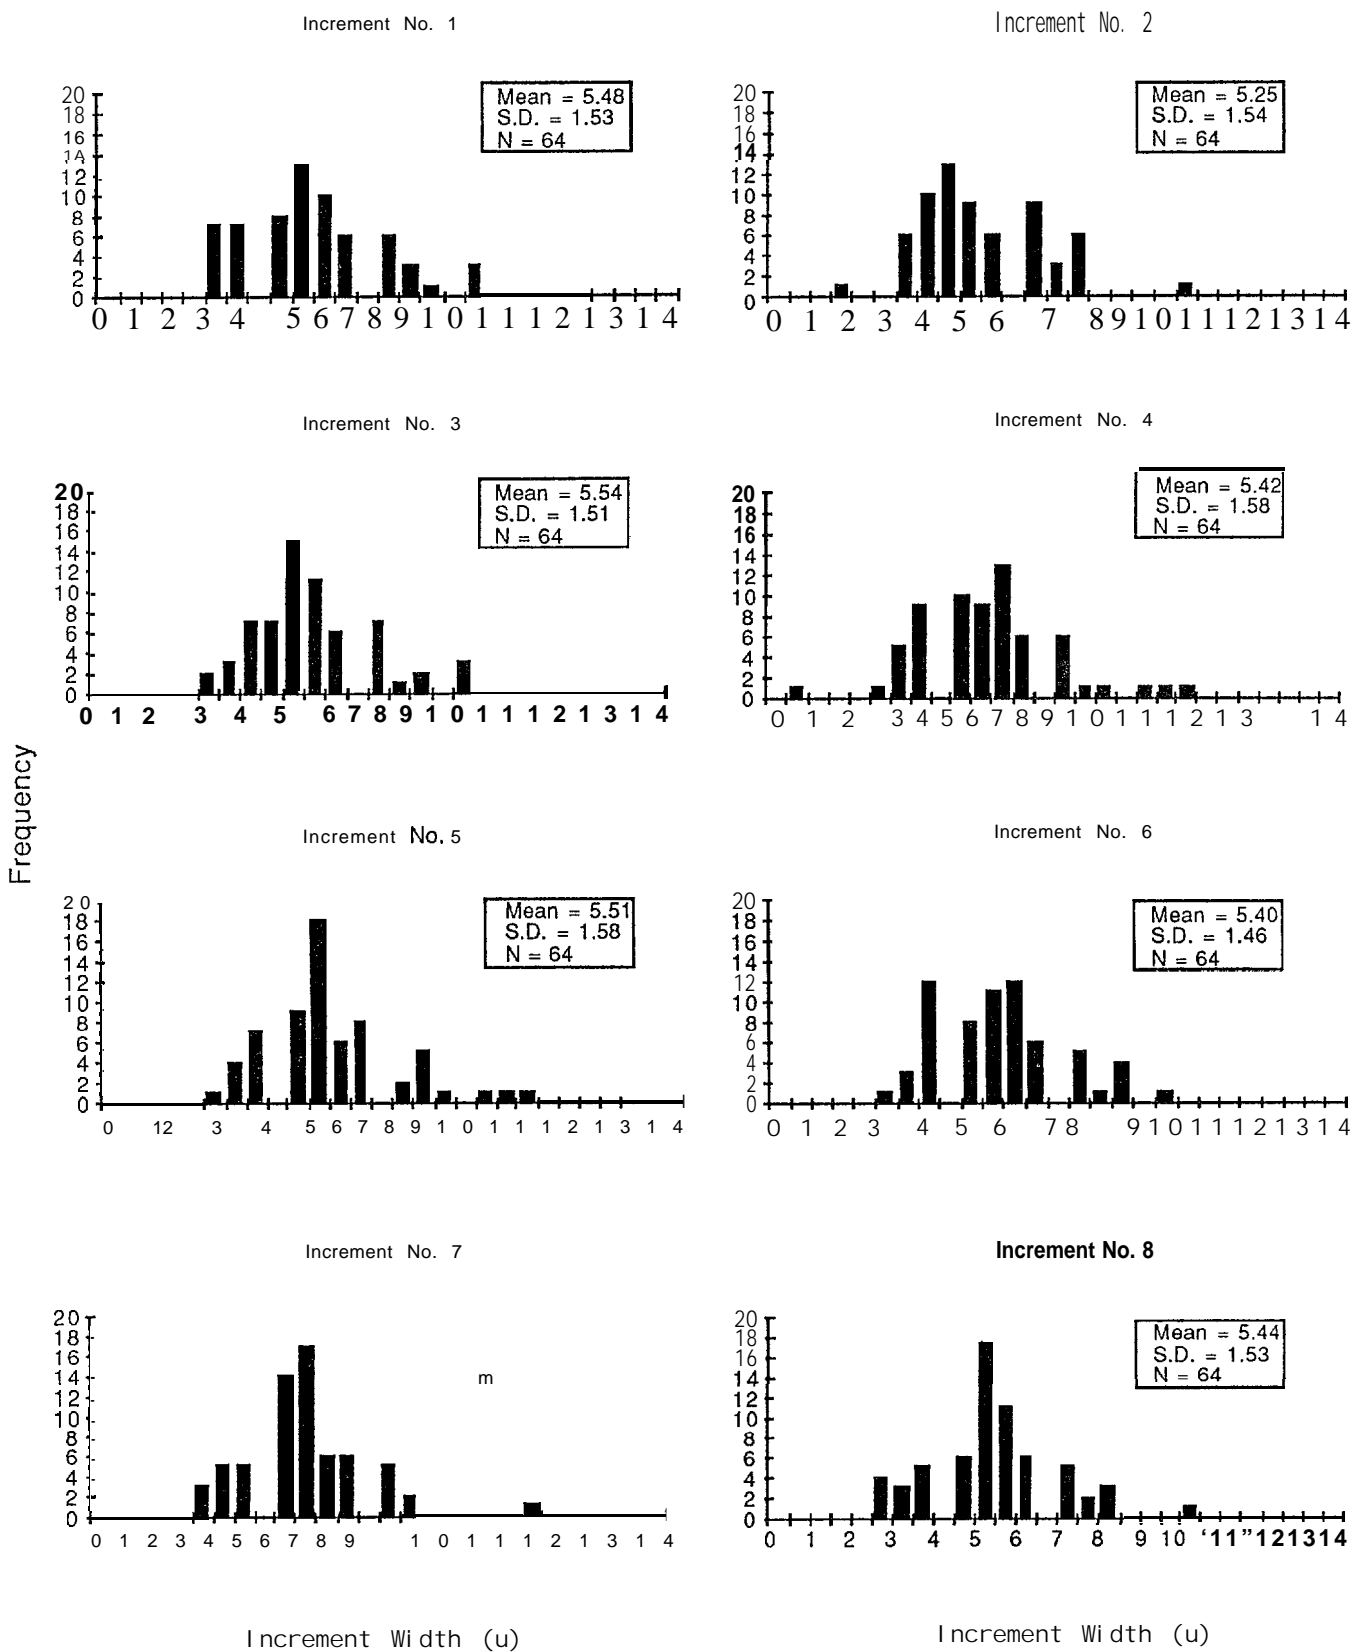 Increment No. 1
Mean = 5.48
S.D. = 1.53
N = 64
20
18
16
1A
12
10
8
6
4
2
0
0 1 2 3 4 5 6 7 8 9 1 0 1 1 1 2 1 3 1 4
Increment No. 2
Mean = 5.25
S.D. = 1.54
N = 64
20
18
16
14
12
10
8
6
4
2
0
0 1 2 3 4 5 6 7 8 9 1 0 1 1 1 2 1 3 1 4
Increment No. 3
Mean = 5.54
S.D. = 1.51
N = 64
20
18
16
14
12
10
8
6
4
2
0
0 1 2 3 4 5 6 7 8 9 1 0 1 1 1 2 1 3 1 4
Increment No. 4
Mean = 5.42
S.D. = 1.58
N = 64
20
18
16
14
12
10
8
6
4
2
0
0 1 2 3 4 5 6 7 8 9 1 0 1 1 1 2 1 3 1 4
Frequency
Increment No. 5
Mean = 5.51
S.D. = 1.58
N = 64
20
18
16
14
12
10
8
6
4
2
0
0 12 3 4 5 6 7 8 9 1 0 1 1 1 2 1 3 1 4
Increment No. 6
Mean = 5.40
S.D. = 1.46
N = 64
20
18
16
14
12
10
8
6
4
2
0
0 1 2 3 4 5 6 7 8 9 1 0 1 1 1 2 1 3 1 4
Increment No. 7
m
20
18
16
14
12
10
8
6
4
2
0
0 1 2 3 4 5 6 7 8 9 1 0 1 1 1 2 1 3 1 4
Increment Width (u)
Increment No. 8
Mean = 5.44
S.D. = 1.53
N = 64
20
18
16
14
12
10
8
6
4
2
0
0 1 2 3 4 5 6 7 8 9 10 ‘11”121314
Increment Width (u)